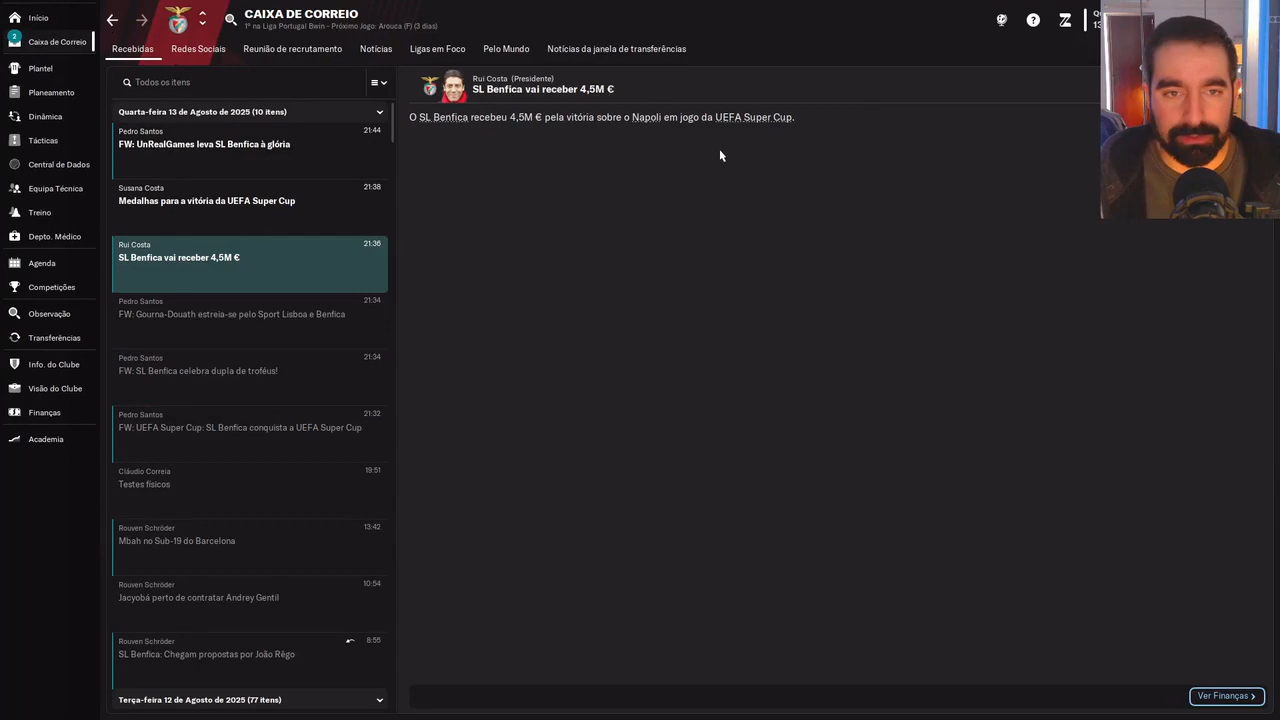 Início
2
Caixa de Correio
Plantel
Planeamento
Dinâmica
Tácticas
Central de Dados
Equipa Técnica
Treino
Depto. Médico
Agenda
Competições
Observação
Transferências
Info. do Clube
Visão do Clube
Finanças
Academia
CAIXA DE CORREIO
1º na Liga Portugal Bwin - Próximo Jogo: Arouca (F) (3 dias)
Recebidas
Redes Sociais
Reunião de recrutamento
Notícias
Ligas em Foco
Pelo Mundo
Notícias da janela de transferências
Todos os itens
Quarta-feira 13 de Agosto de 2025 (10 itens)
Pedro Santos 21:44
FW: UnRealGames leva SL Benfica à glória
Susana Costa 21:38
Medalhas para a vitória da UEFA Super Cup
Rui Costa 21:36
SL Benfica vai receber 4,5M €
Pedro Santos 21:34
FW: Gourna-Douath estreia-se pelo Sport Lisboa e Benfica
Pedro Santos 21:34
FW: SL Benfica celebra dupla de troféus!
Pedro Santos 21:32
FW: UEFA Super Cup: SL Benfica conquista a UEFA Super Cup
Cláudio Correia 19:51
Testes físicos
Rouven Schröder 13:42
Mbah no Sub-19 do Barcelona
Rouven Schröder 10:54
Jacyobá perto de contratar Andrey Gentil
Rouven Schröder 8:55
SL Benfica: Chegam propostas por João Rêgo
Terça-feira 12 de Agosto de 2025 (77 itens)
Rui Costa (Presidente)
SL Benfica vai receber 4,5M €
O SL Benfica recebeu 4,5M € pela vitória sobre o Napoli em jogo da UEFA Super Cup.
Ver Finanças